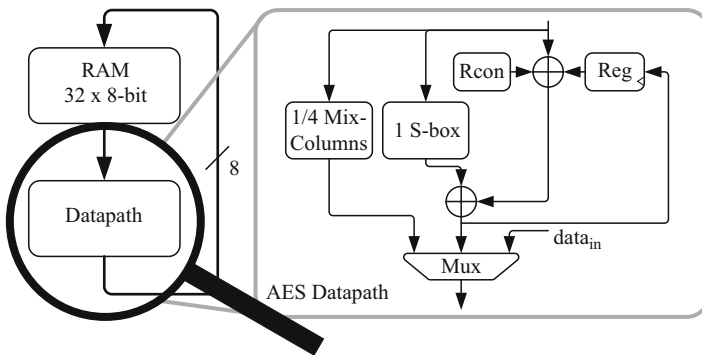 RAM
32 x 8-bit
Datapath
8
Rcon
Reg
1/4 Mix-
Columns
1 S-box
data_in
Mux
AES Datapath